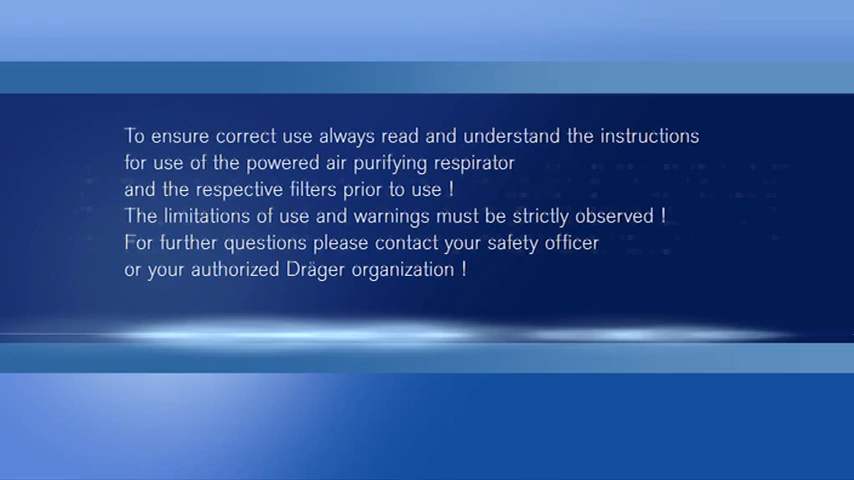 To ensure correct use always read and understand the instructions
for use of the powered air purifying respirator
and the respective filters prior to use !
The limitations of use and warnings must be strictly observed !
For further questions please contact your safety officer
or your authorized Dräger organization !